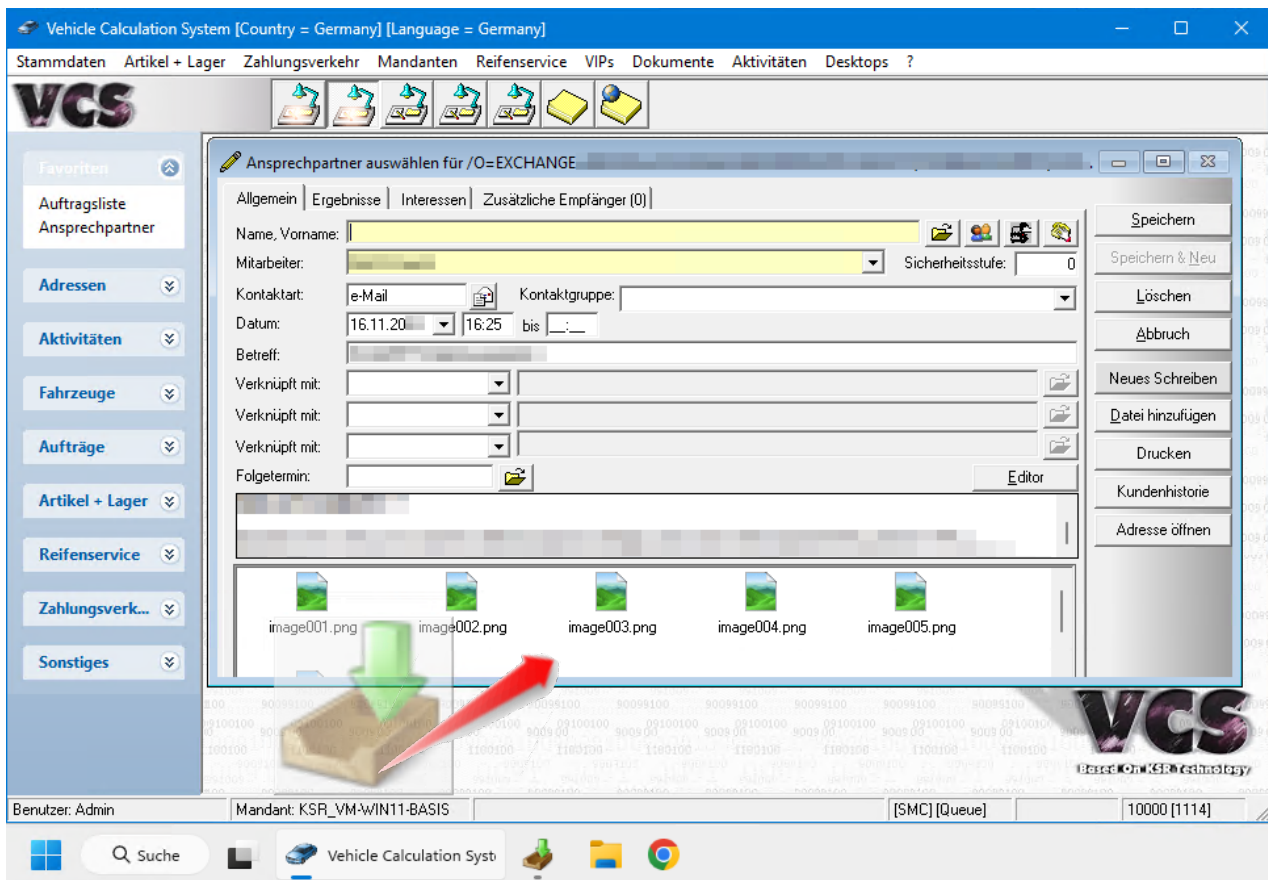 Vehicle Calculation System [Country = Germany] [Language = Germany]
Stammdaten Artikel + Lager Zahlungsverkehr Mandanten Reifenservice VIPs Dokumente Aktivitäten Desktops ?
VCS
Favoriten
Auftragsliste
Ansprechpartner
Adressen
Aktivitäten
Fahrzeuge
Aufträge
Artikel + Lager
Reifenservice
Zahlungsverk...
Sonstiges
Ansprechpartner auswählen für /O=EXCHANGE
Allgemein Ergebnisse Interessen Zusätzliche Empfänger (0)
Name, Vorname:
Mitarbeiter: Sicherheitsstufe: 0
Kontaktart: e-Mail Kontaktgruppe:
Datum: 16.11.20 16:25 bis __:__
Betreff:
Verknüpft mit:
Verknüpft mit:
Verknüpft mit:
Folgetermin: Editor
image001.png image002.png image003.png image004.png image005.png
Speichern
Speichern & Neu
Löschen
Abbruch
Neues Schreiben
Datei hinzufügen
Drucken
Kundenhistorie
Adresse öffnen
VCS
Based On KSR Technology
Benutzer: Admin Mandant: KSR_VM-WIN11-BASIS [SMC] [Queue] 10000 [1114]
Suche Vehicle Calculation Syst